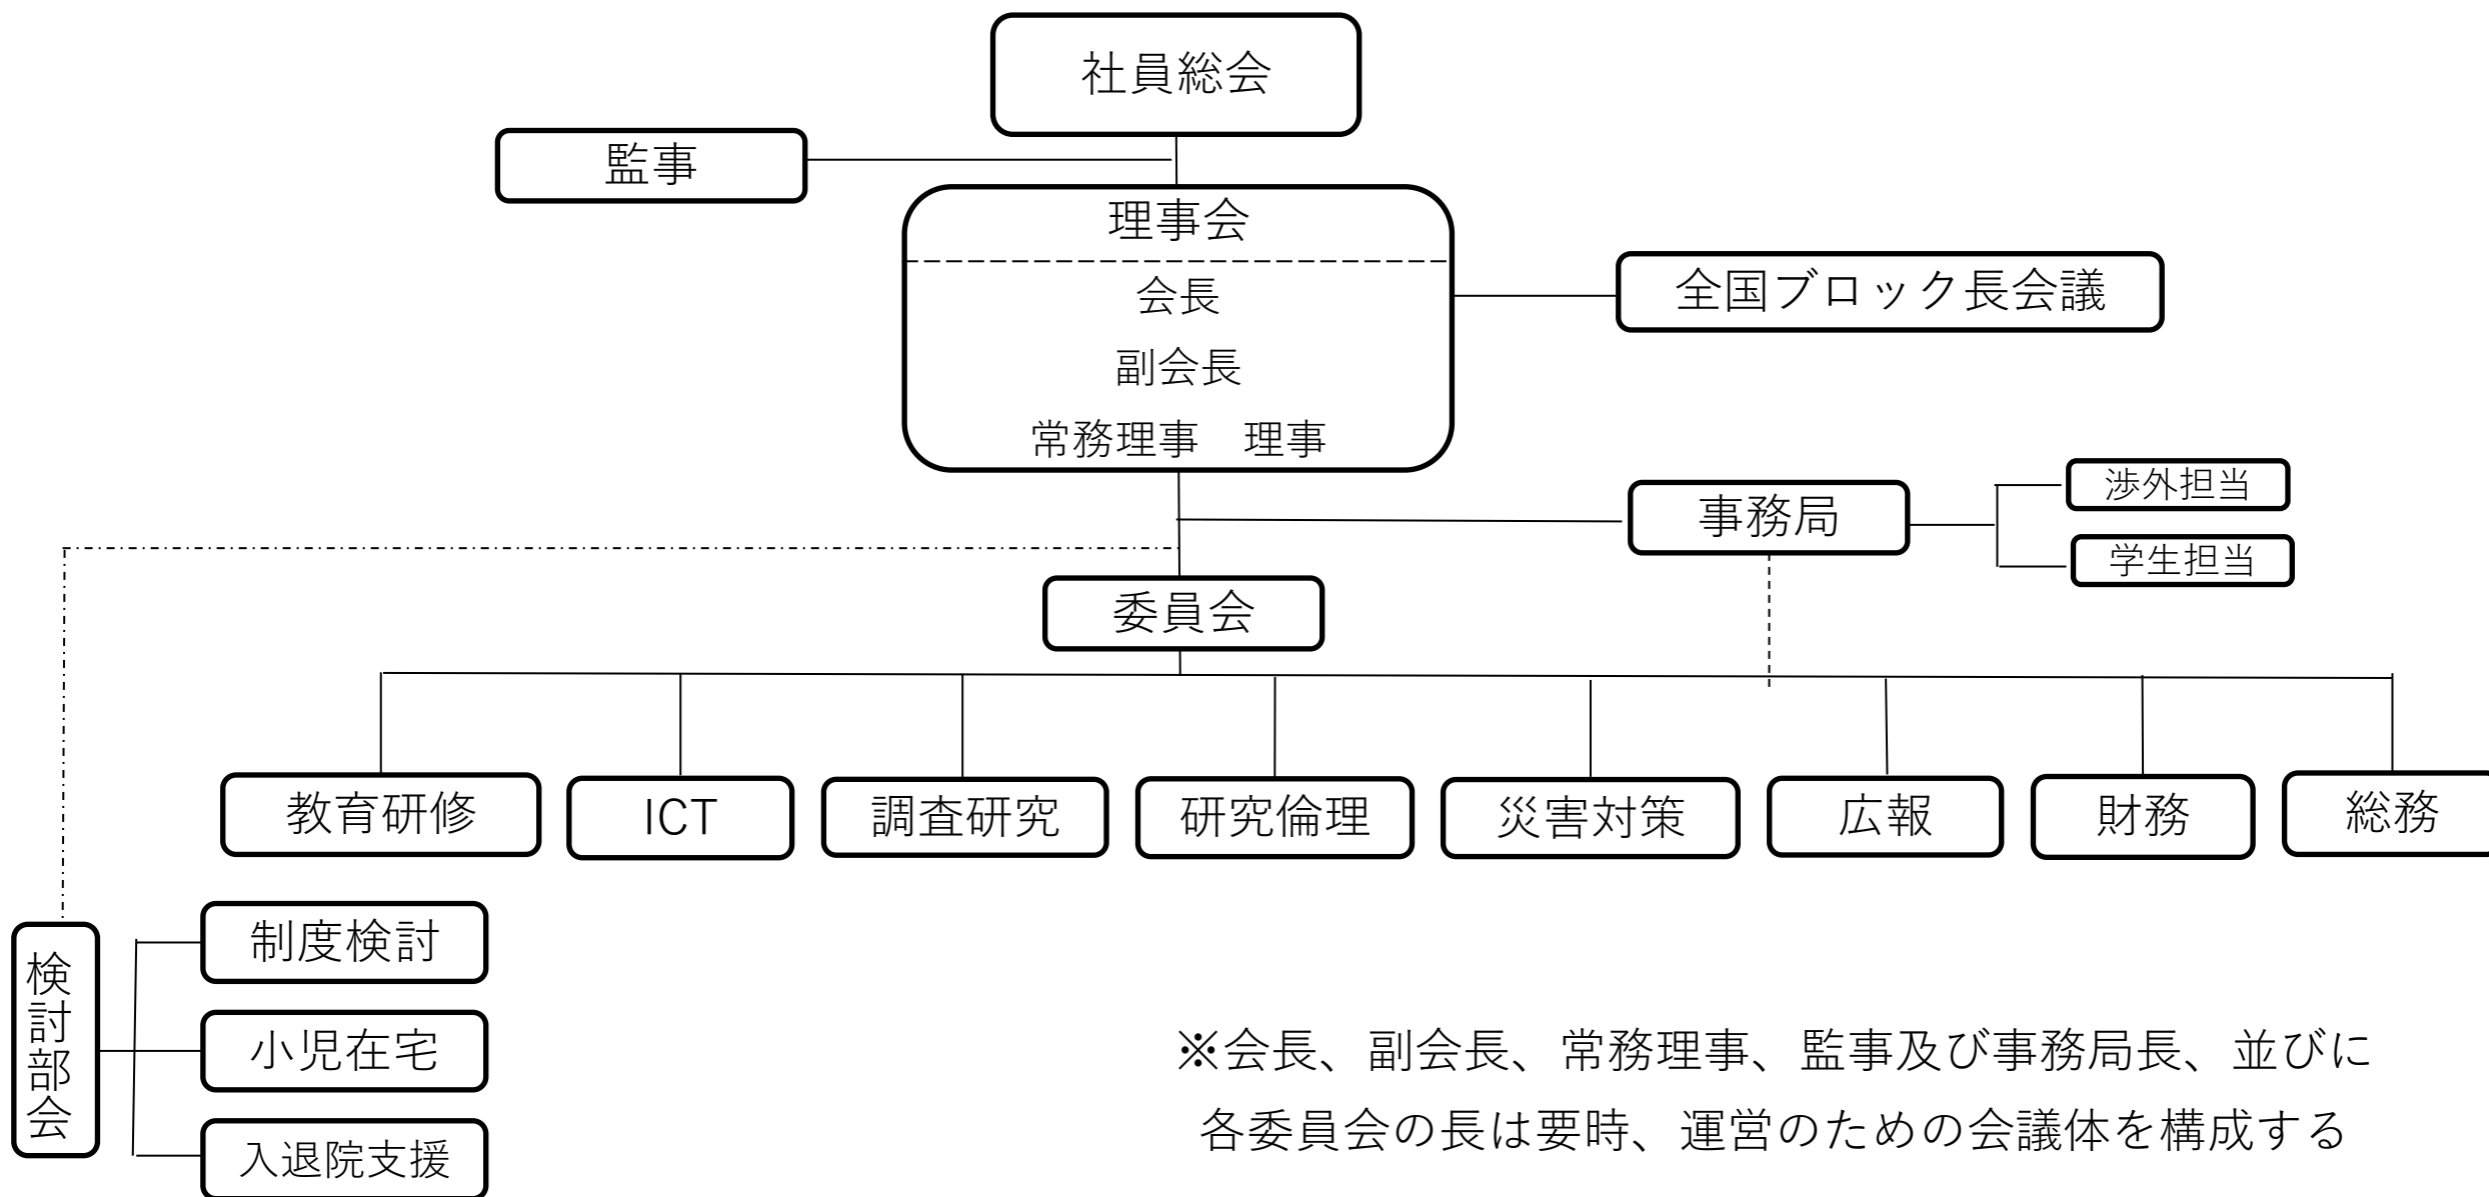 社員総会
監事
理事会
会長
副会長
常務理事　理事
全国ブロック長会議
事務局
渉外担当
学生担当
委員会
教育研修
ICT
調査研究
研究倫理
災害対策
広報
財務
総務
検討部会
制度検討
小児在宅
入退院支援
※会長、副会長、常務理事、監事及び事務局長、並びに
各委員会の長は要時、運営のための会議体を構成する